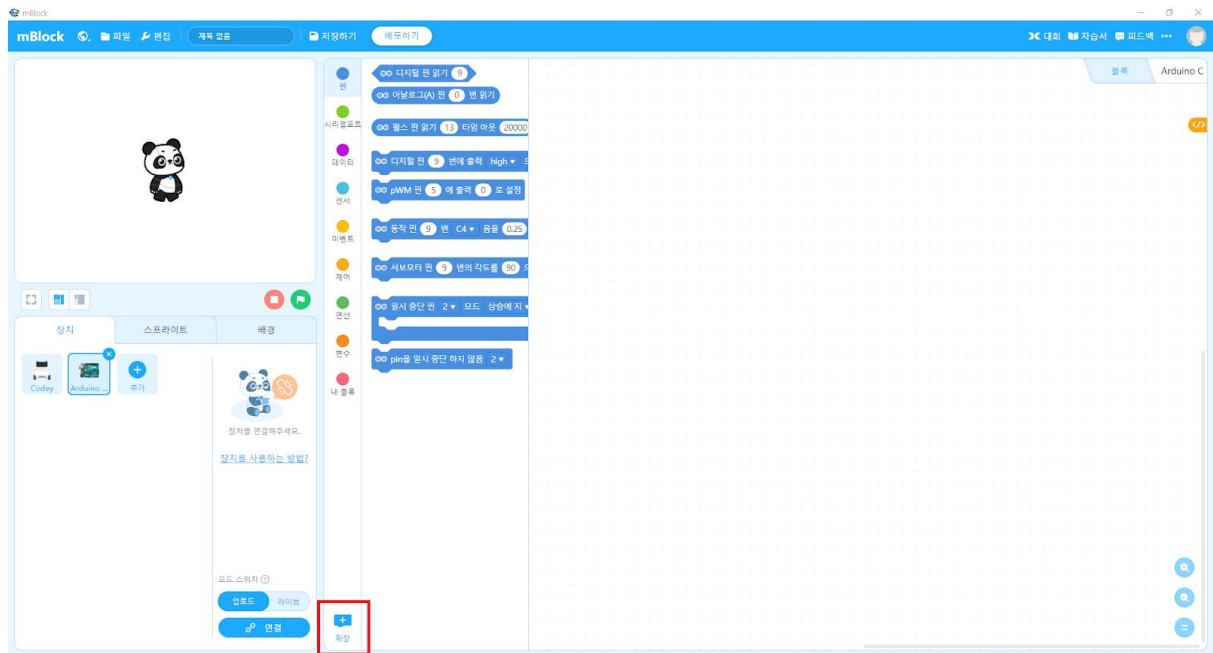 mBlock
mBlock 파일 편집 제목 없음 저장하기 배포하기 대회 자습서 피드백
장치 스프라이트 배경
Codey Arduino ... 추가
장치를 연결해주세요.
장치를 사용하는 방법?
모드 스위치
업로드 라이브
연결
핀
시리얼포트
데이터
센서
이벤트
제어
연산
변수
내 블록
확장
디지털 핀 읽기 9
아날로그(A) 핀 0 번 읽기
펄스 핀 읽기 13 타임 아웃 20000
디지털 핀 9 번에 출력 high ▾ 으
pWM 핀 5 에 출력 0 로 설정
동작 핀 9 번 C4 ▾ 음을 0.25
서보모터 핀 9 번의 각도를 90 으
일시 중단 핀 2 ▾ 모드 상승에 지 ▾
pin을 일시 중단 하지 않음 2 ▾
블록 Arduino C